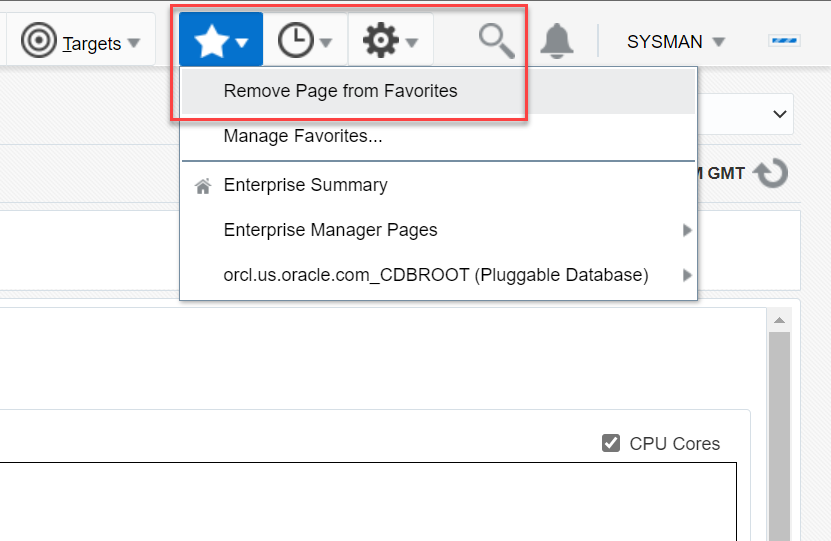 Targets
SYSMAN
Remove Page from Favorites
Manage Favorites...
GMT
Enterprise Summary
Enterprise Manager Pages
orcl.us.oracle.com_CDBROOT (Pluggable Database)
CPU Cores